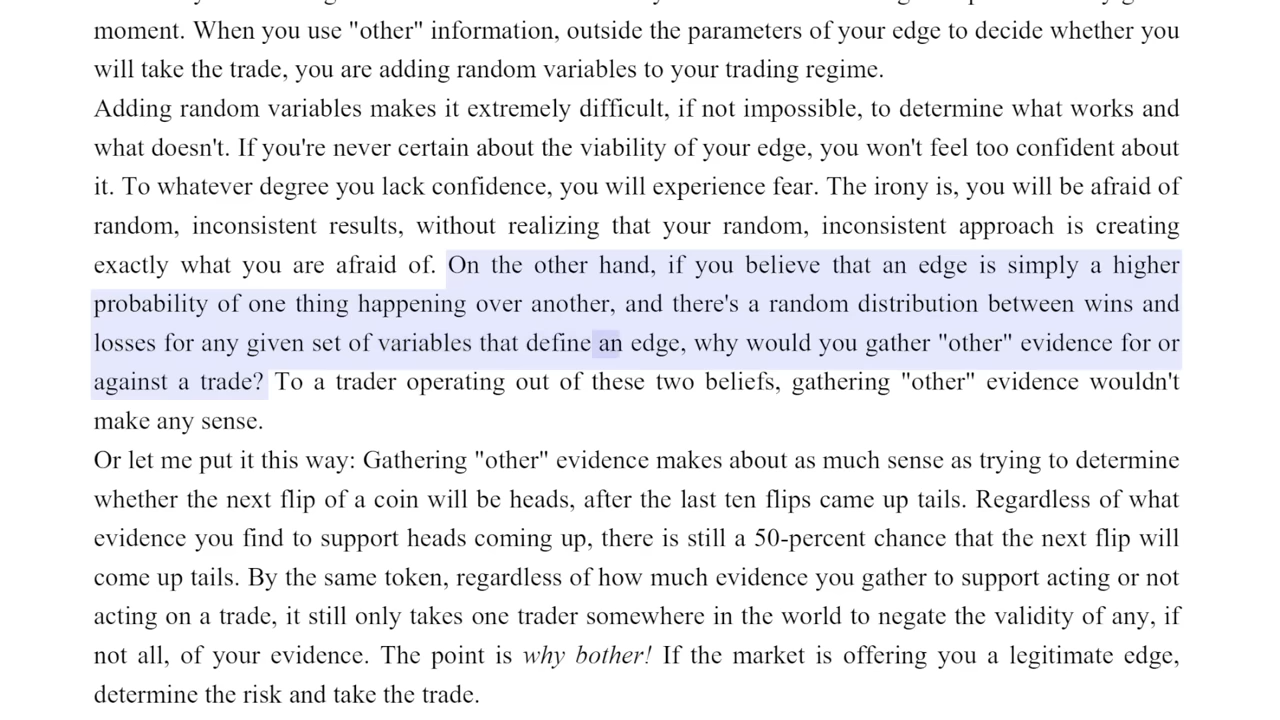 moment. When you use "other" information, outside the parameters of your edge to decide whether you
will take the trade, you are adding random variables to your trading regime.
Adding random variables makes it extremely difficult, if not impossible, to determine what works and
what doesn't. If you're never certain about the viability of your edge, you won't feel too confident about
it. To whatever degree you lack confidence, you will experience fear. The irony is, you will be afraid of
random, inconsistent results, without realizing that your random, inconsistent approach is creating
exactly what you are afraid of. On the other hand, if you believe that an edge is simply a higher
probability of one thing happening over another, and there's a random distribution between wins and
losses for any given set of variables that define an edge, why would you gather "other" evidence for or
against a trade? To a trader operating out of these two beliefs, gathering "other" evidence wouldn't
make any sense.
Or let me put it this way: Gathering "other" evidence makes about as much sense as trying to determine
whether the next flip of a coin will be heads, after the last ten flips came up tails. Regardless of what
evidence you find to support heads coming up, there is still a 50-percent chance that the next flip will
come up tails. By the same token, regardless of how much evidence you gather to support acting or not
acting on a trade, it still only takes one trader somewhere in the world to negate the validity of any, if
not all, of your evidence. The point is why bother! If the market is offering you a legitimate edge,
determine the risk and take the trade.